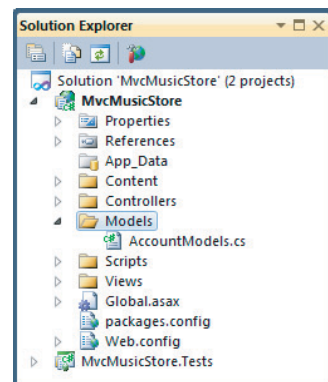 Solution Explorer
Solution 'MvcMusicStore' (2 projects)
MvcMusicStore
Properties
References
App_Data
Content
Controllers
Models
AccountModels.cs
Scripts
Views
Global.asax
packages.config
Web.config
MvcMusicStore.Tests